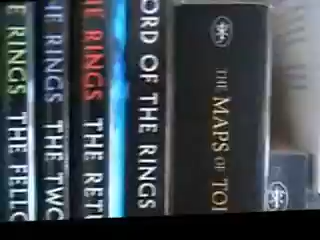 E RINGS THE FELLO
E RINGS THE TWO
E RINGS THE RETU
ORD OF THE RINGS
THE MAPS OF TOL